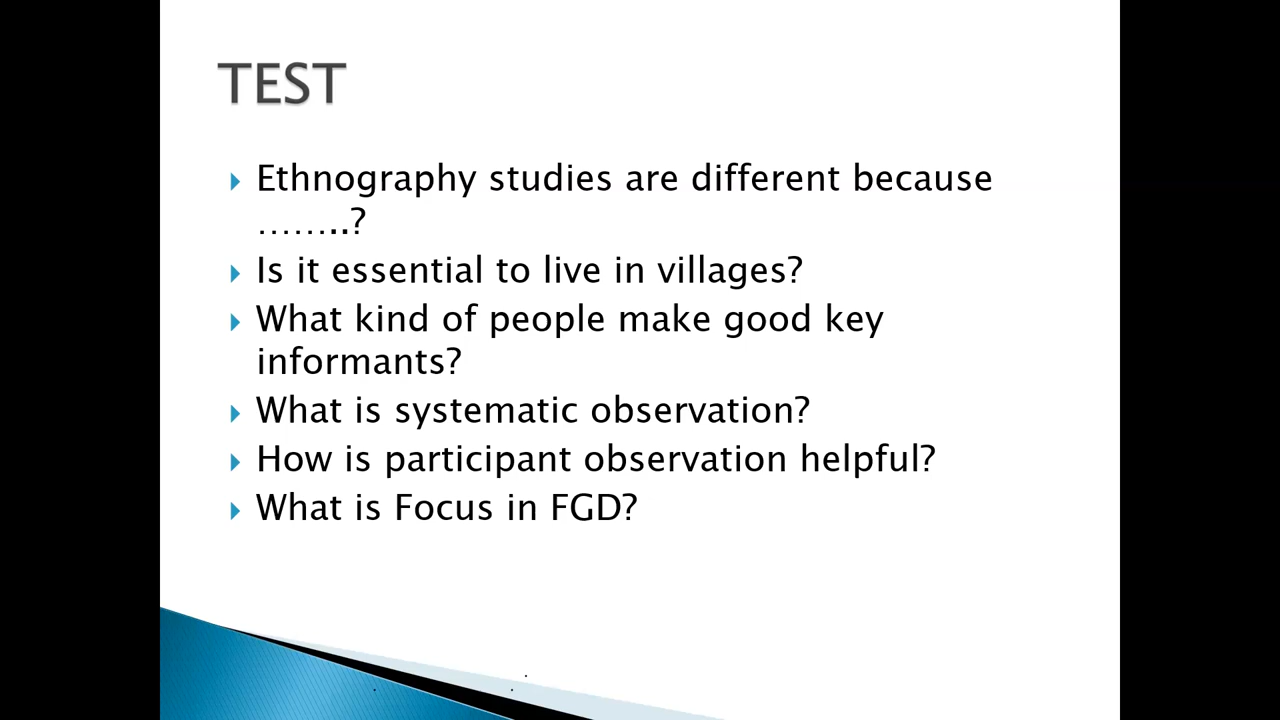 TEST
Ethnography studies are different because
……..?
Is it essential to live in villages?
What kind of people make good key
informants?
What is systematic observation?
How is participant observation helpful?
What is Focus in FGD?